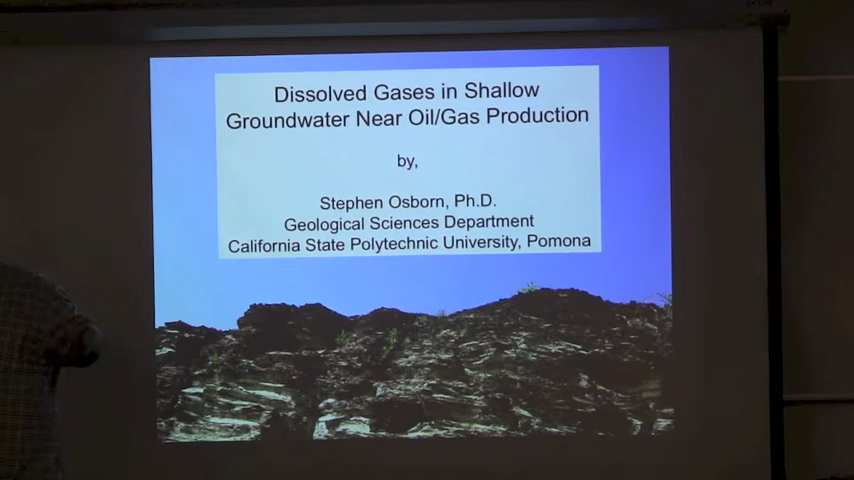 Dissolved Gases in Shallow
Groundwater Near Oil/Gas Production
by,
Stephen Osborn, Ph.D.
Geological Sciences Department
California State Polytechnic University, Pomona